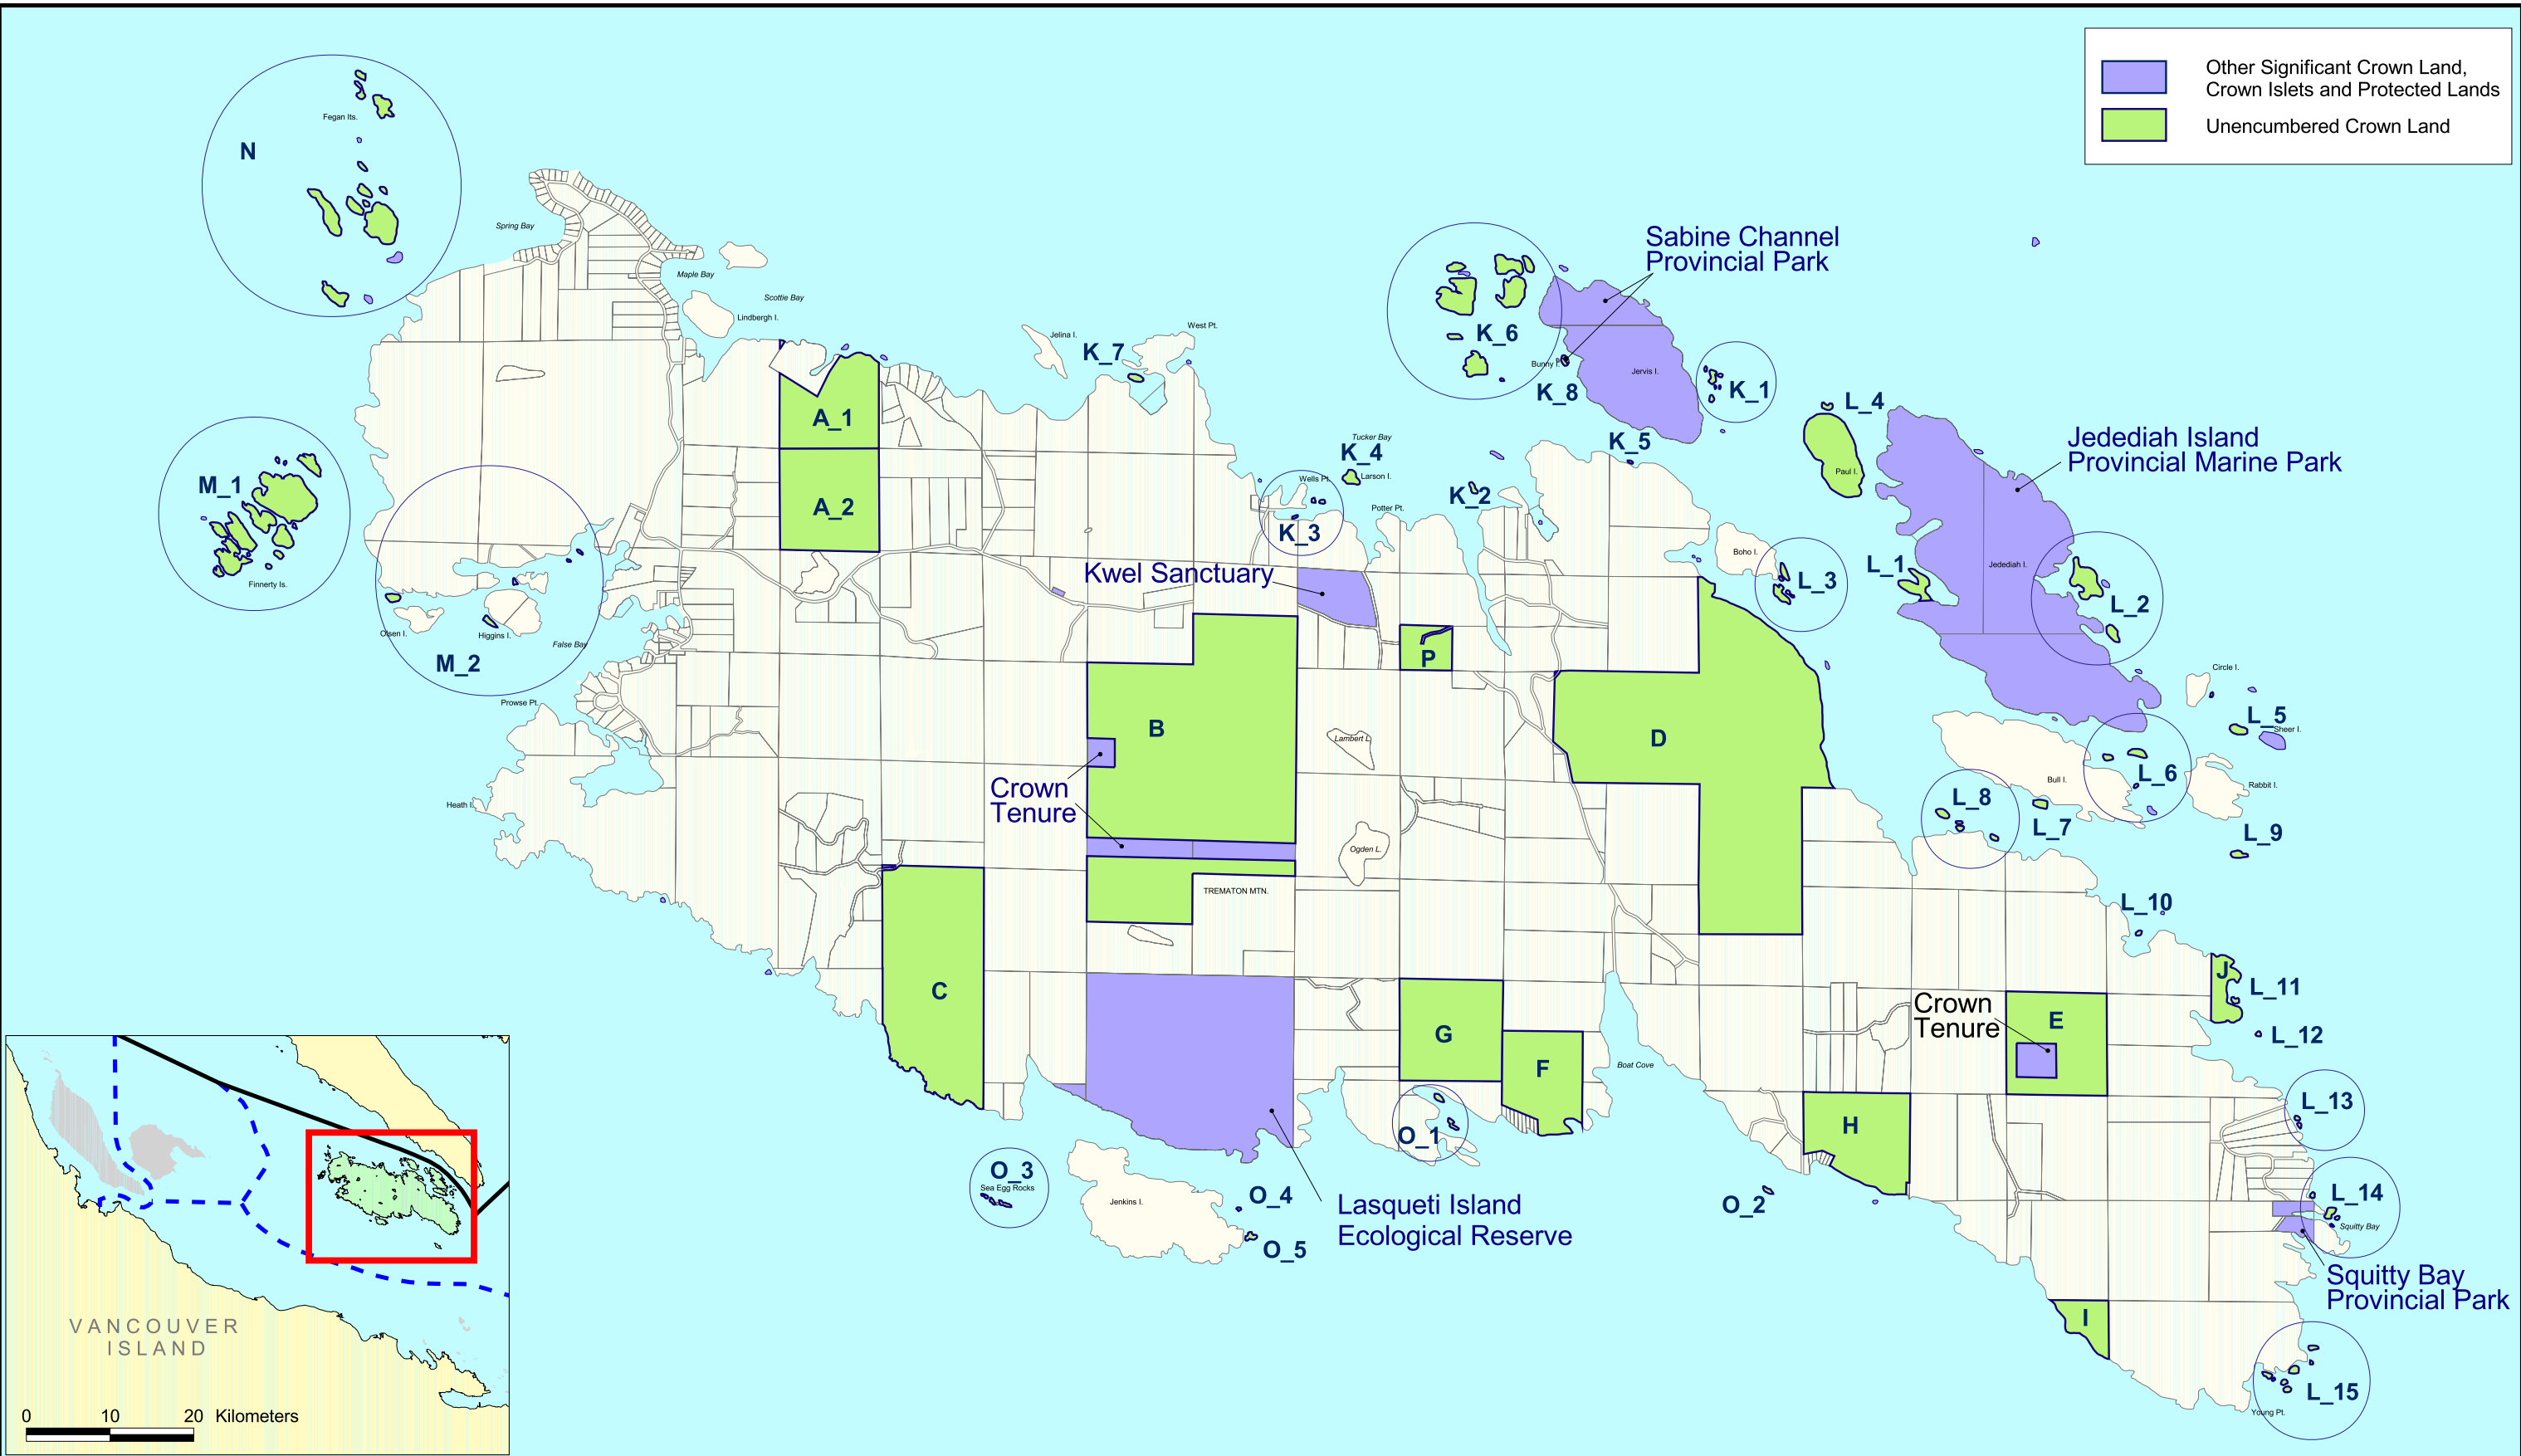 Other Significant Crown Land,
Crown Islets and Protected Lands
Unencumbered Crown Land
Fegan Its.
N
Spring Bay
Maple Bay
Scottie Bay
Lindbergh I.
Sabine Channel
Provincial Park
Jelina I.
West Pt.
K_7
K_6
Bunny I.
K_8
Jervis I.
K_1
L_4
Paul I.
Jedediah Island
Provincial Marine Park
A_1
A_2
Tucker Bay
K_4
Larson I.
Wells Pt.
K_3
K_5
K_2
Potter Pt.
M_1
Finnerty Is.
Olsen I.
Higgins I.
False Bay
M_2
Kwel Sanctuary
Boho I.
L_3
L_1
Jedediah I.
L_2
P
Prowse Pt.
B
Lambert L.
D
Circle I.
L_5
Sheer I.
L_6
Bull I.
Rabbit I.
L_8
L_7
L_9
Heath I.
Crown
Tenure
Ogden L.
TREMATON MTN.
L_10
C
J
L_11
L_12
Crown
Tenure
E
G
F
Boat Cove
H
L_13
O_1
O_3
Sea Egg Rocks
Jenkins I.
O_4
O_5
Lasqueti Island
Ecological Reserve
O_2
L_14
Squitty Bay
Squitty Bay
Provincial Park
I
L_15
Young Pt.
VANCOUVER
ISLAND
0 10 20 Kilometers